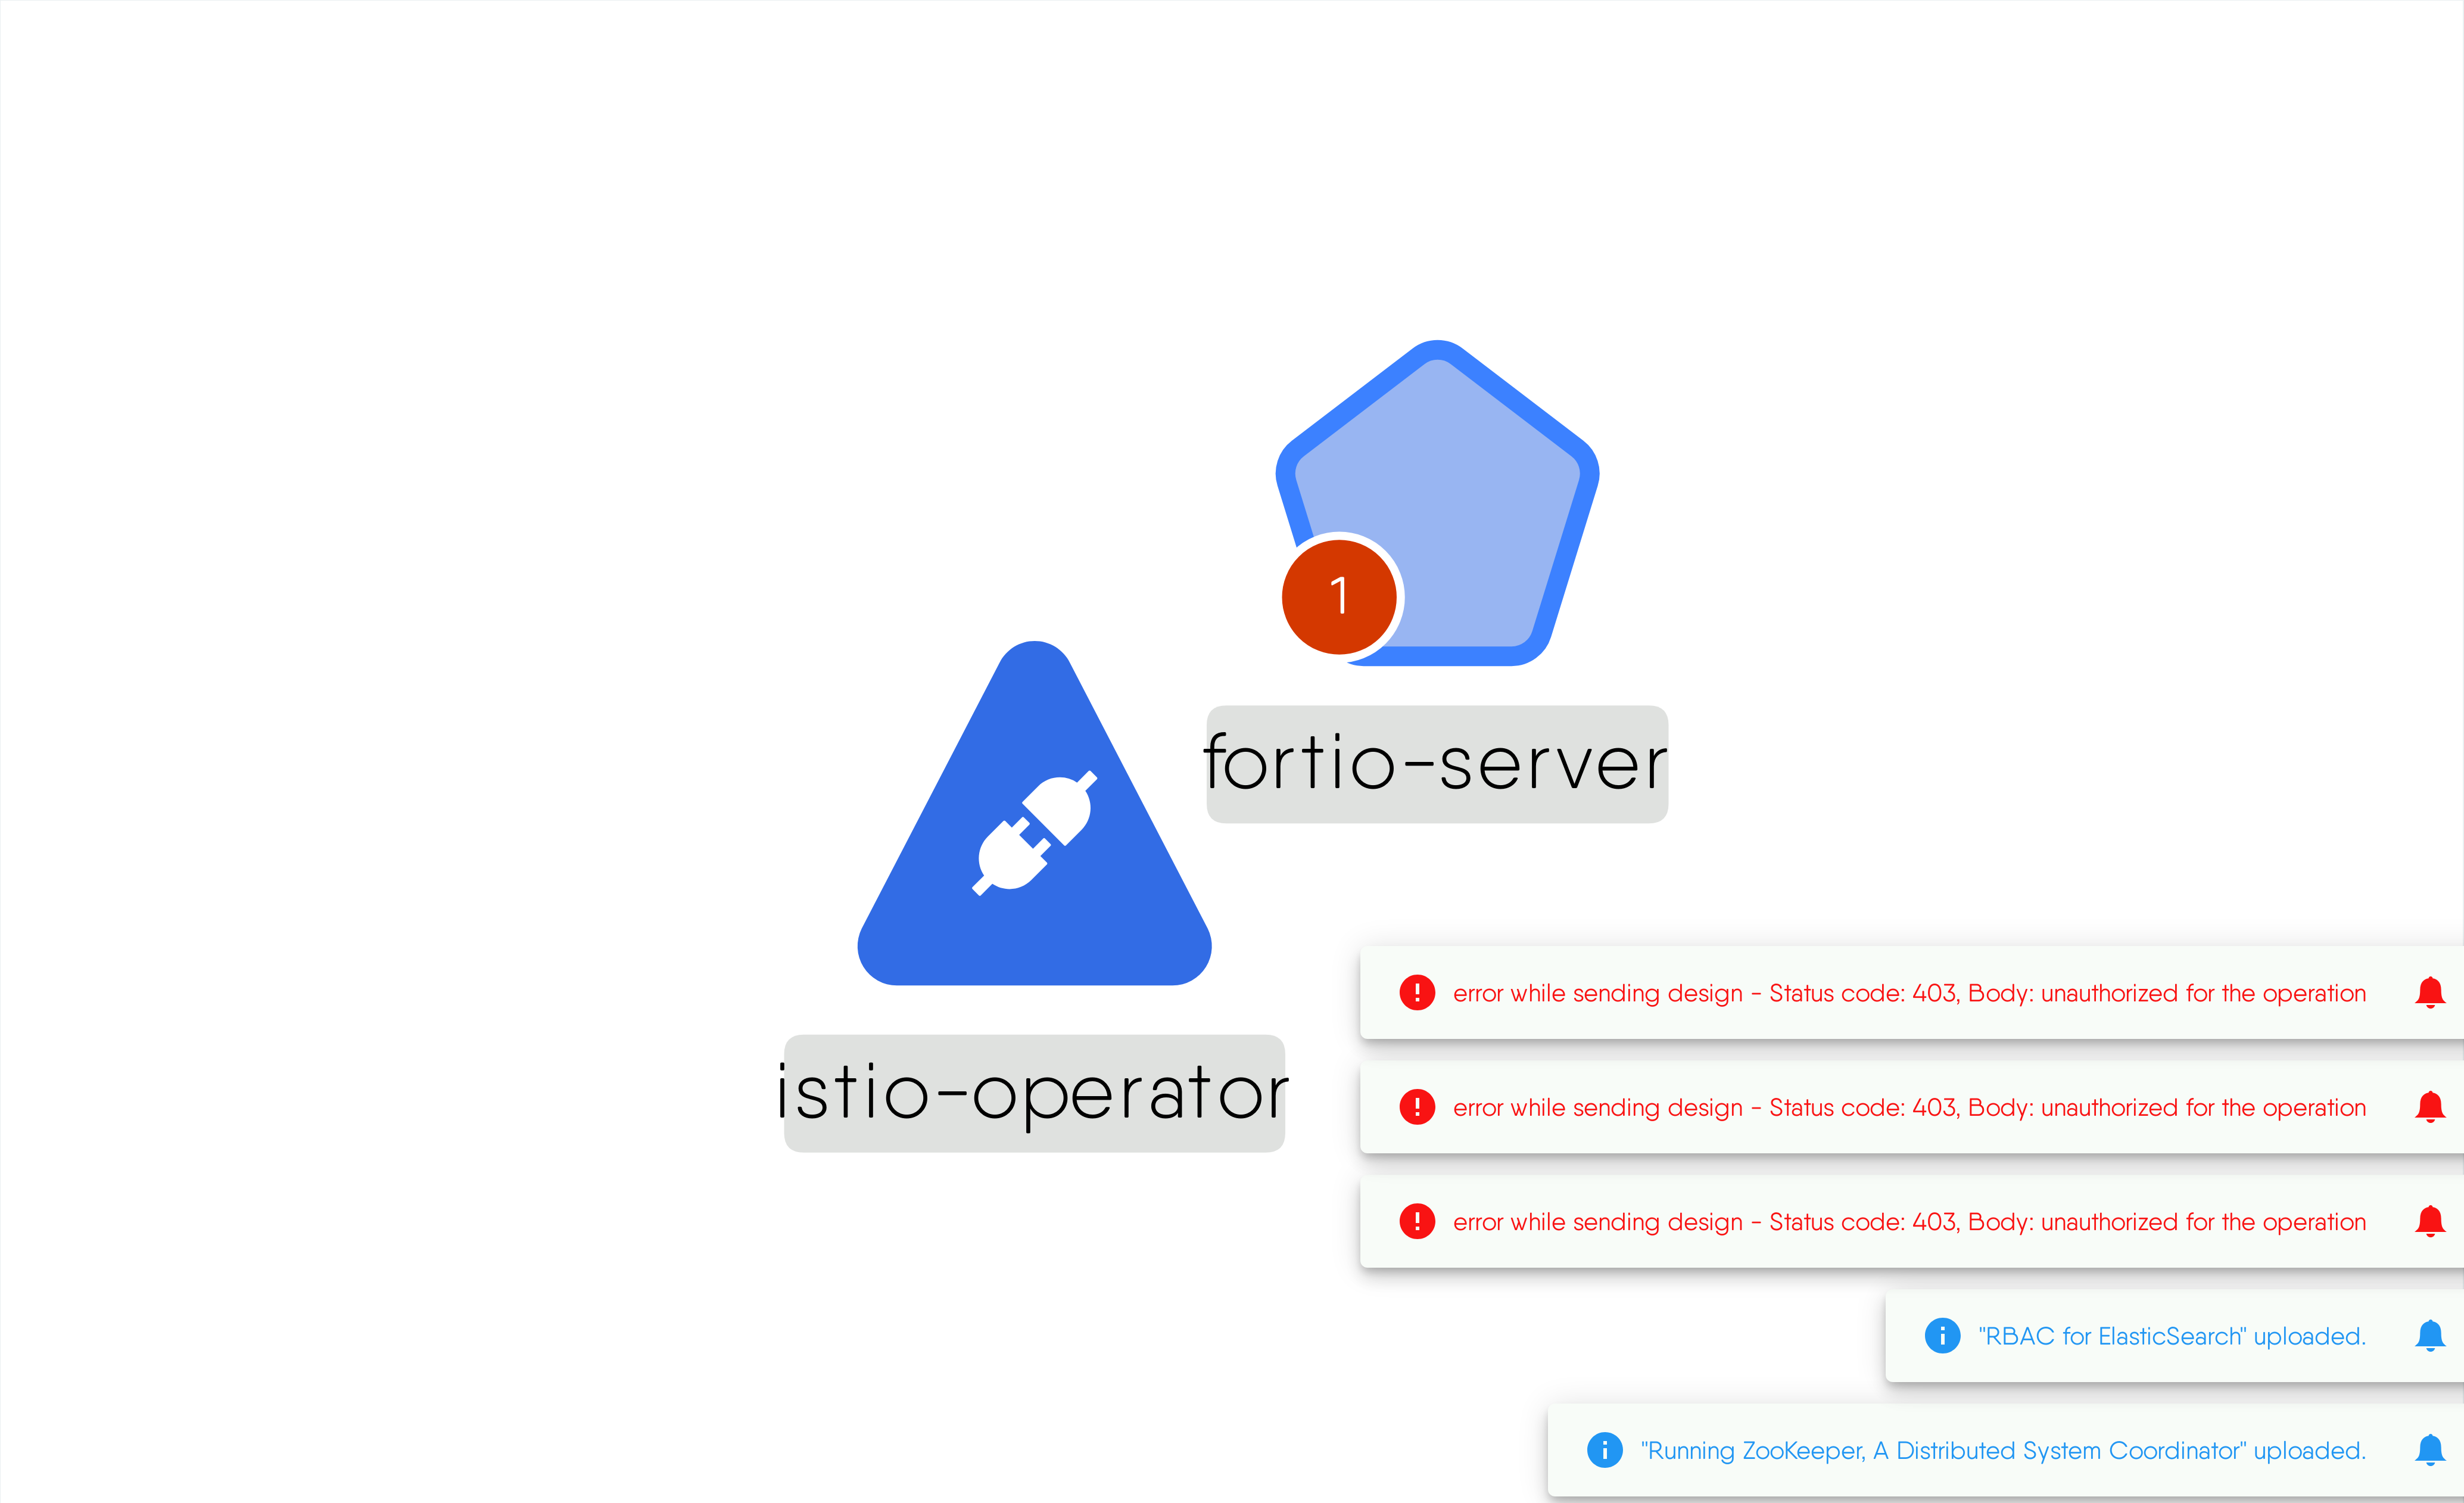 1
fortio-server
istio-operator
error while sending design - Status code: 403, Body: unauthorized for the operation
error while sending design - Status code: 403, Body: unauthorized for the operation
error while sending design - Status code: 403, Body: unauthorized for the operation
"RBAC for ElasticSearch" uploaded.
"Running ZooKeeper, A Distributed System Coordinator" uploaded.